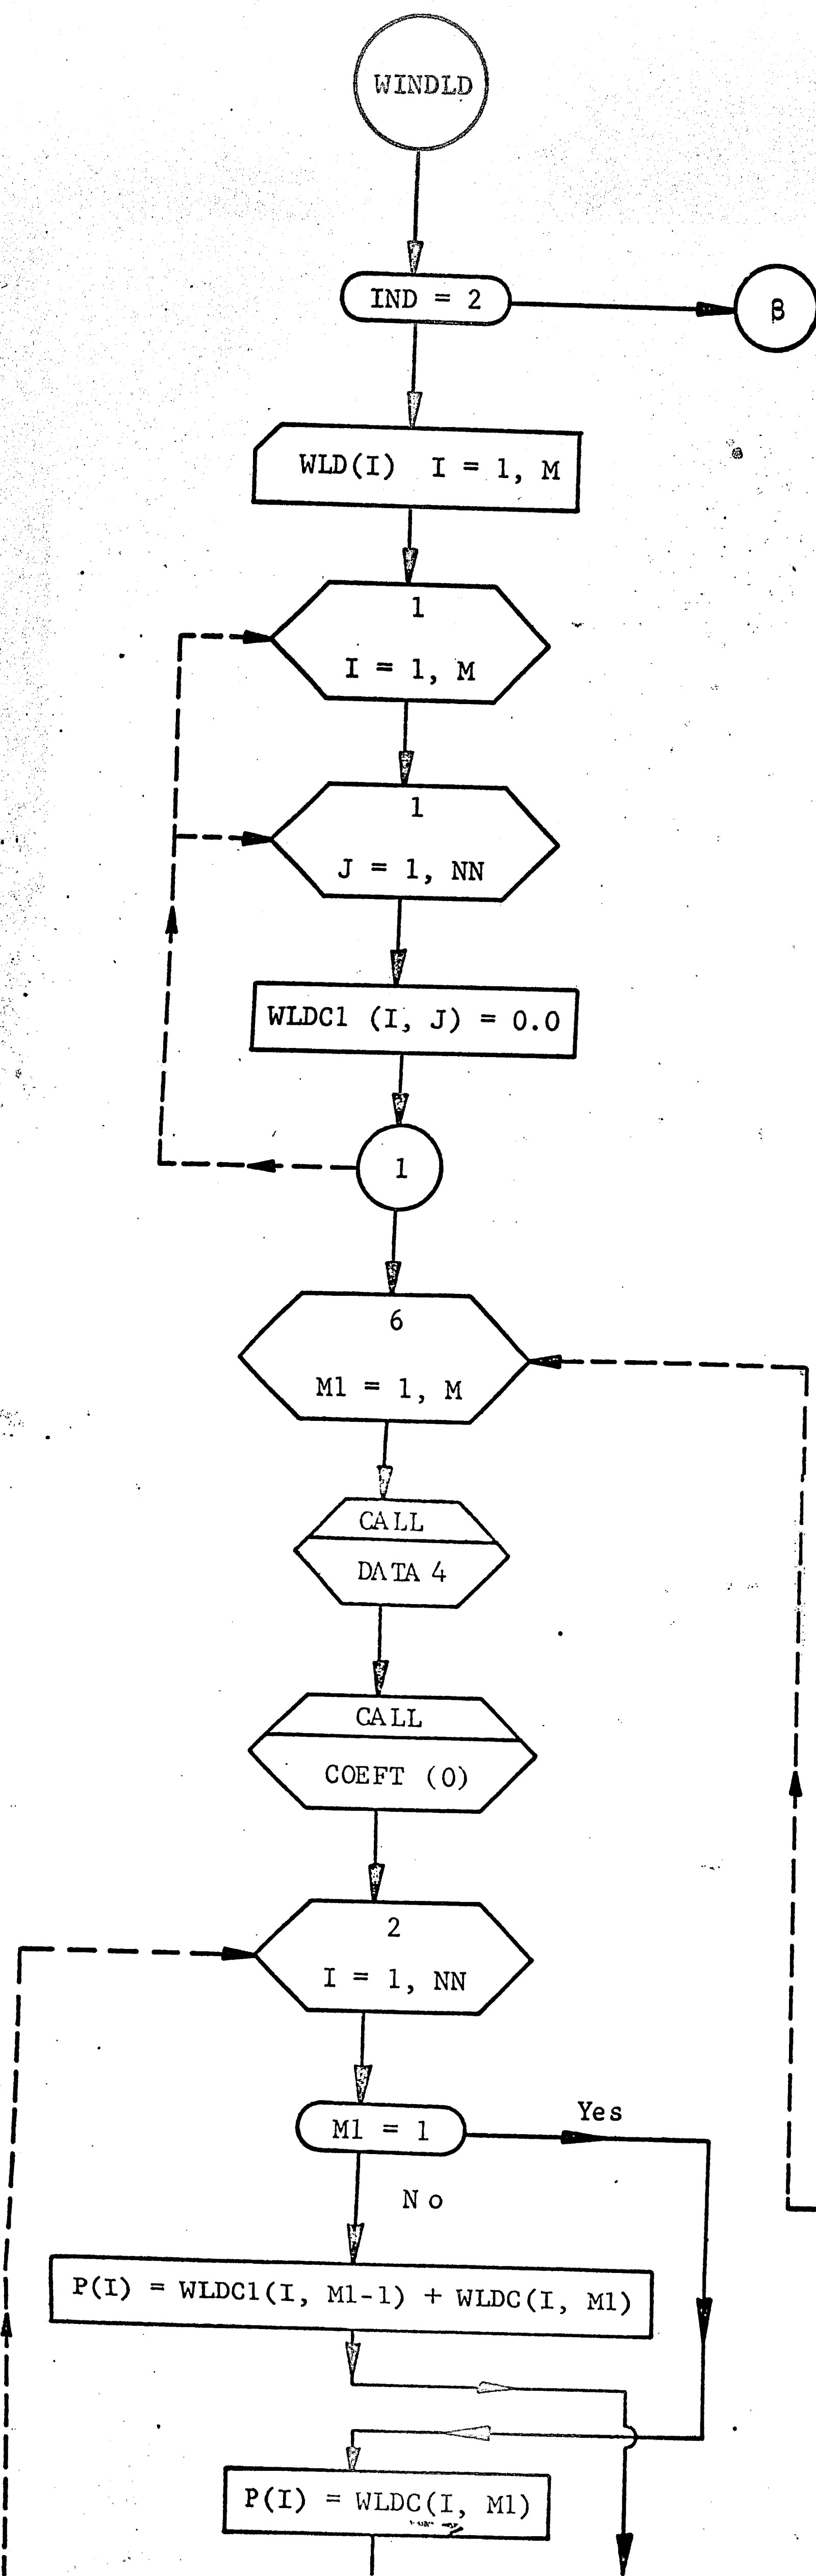 WINDLD
IND = 2
β
WLD(I) I = 1, M
1
I = 1, M
1
J = 1, NN
WLDC1 (I, J) = 0.0
1
6
M1 = 1, M
CALL
DATA 4
CALL
COEFT (0)
2
I = 1, NN
M1 = 1
Yes
No
P(I) = WLDC1(I, M1-1) + WLDC(I, M1)
P(I) = WLDC(I, M1)